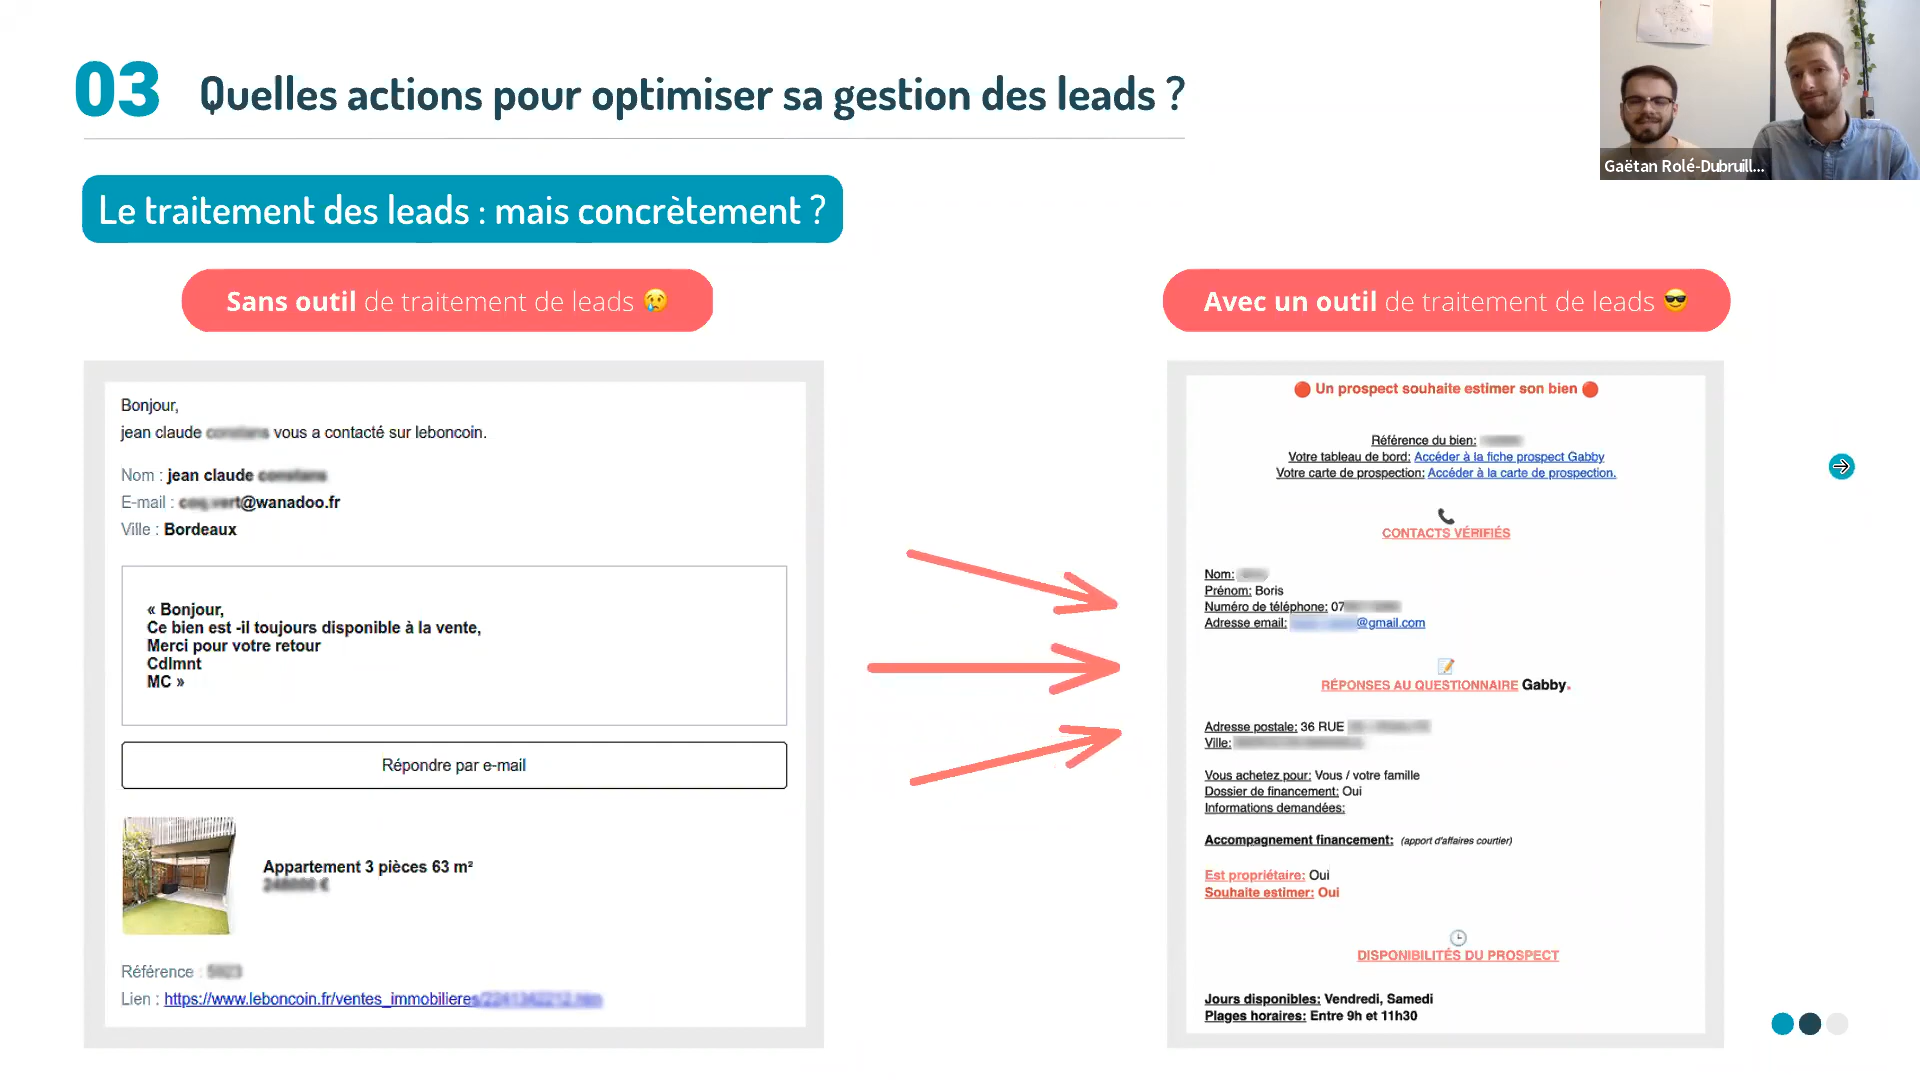 03 Quelles actions pour optimiser sa gestion des leads ?
Gaëtan Rolé-Dubruill...
Le traitement des leads : mais concrètement ?
Sans outil de traitement de leads 😢
Bonjour,
jean claude vous a contacté sur leboncoin.
Nom : jean claude
E-mail : @wanadoo.fr
Ville : Bordeaux
« Bonjour,
Ce bien est -il toujours disponible à la vente,
Merci pour votre retour
Cdlmnt
MC »
Répondre par e-mail
Appartement 3 pièces 63 m²
Référence :
Lien : https://www.leboncoin.fr/ventes_immobilieres
Avec un outil de traitement de leads 😎
🔴 Un prospect souhaite estimer son bien 🔴
Référence du bien:
Votre tableau de bord: Accéder à la fiche prospect Gabby
Votre carte de prospection: Accéder à la carte de prospection.
📞
CONTACTS VÉRIFIÉS
Nom:
Prénom: Boris
Numéro de téléphone: 07
Adresse email: @gmail.com
📝
RÉPONSES AU QUESTIONNAIRE Gabby.
Adresse postale: 36 RUE
Ville:
Vous achetez pour: Vous / votre famille
Dossier de financement: Oui
Informations demandées:
Accompagnement financement: (apport d'affaires courtier)
Est propriétaire: Oui
Souhaite estimer: Oui
🕒
DISPONIBILITÉS DU PROSPECT
Jours disponibles: Vendredi, Samedi
Plages horaires: Entre 9h et 11h30